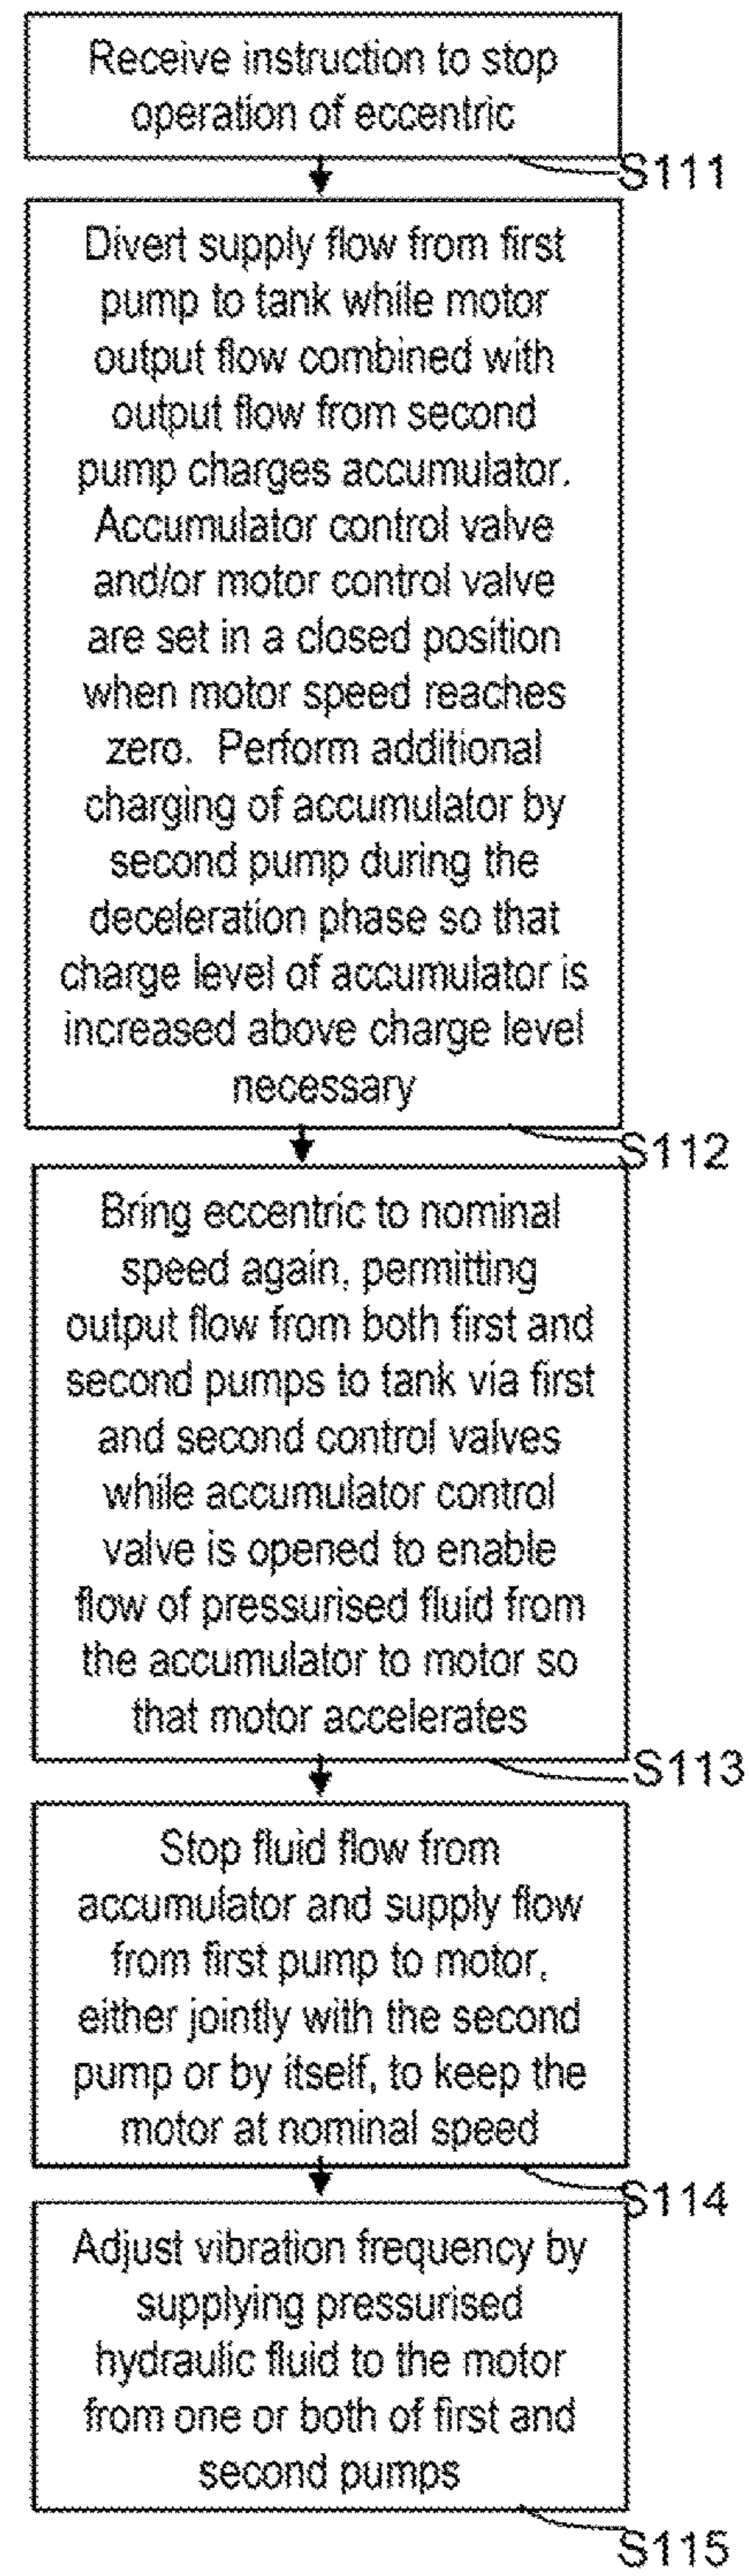 Receive instruction to stop
operation of eccentric
S111
Divert supply flow from first
pump to tank while motor
output flow combined with
output flow from second
pump charges accumulator.
Accumulator control valve
and/or motor control valve
are set in a closed position
when motor speed reaches
zero.  Perform additional
charging of accumulator by
second pump during the
deceleration phase so that
charge level of accumulator is
increased above charge level
necessary
S112
Bring eccentric to nominal
speed again, permitting
output flow from both first and
second pumps to tank via first
and second control valves
while accumulator control
valve is opened to enable
flow of pressurised fluid from
the accumulator to motor so
that motor accelerates
S113
Stop fluid flow from
accumulator and supply flow
from first pump to motor,
either jointly with the second
pump or by itself, to keep the
motor at nominal speed
S114
Adjust vibration frequency by
supplying pressurised
hydraulic fluid to the motor
from one or both of first and
second pumps
S115